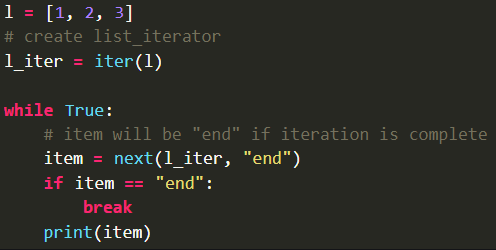 l = [1, 2, 3]
# create list_iterator
l_iter = iter(l)

while True:
    # item will be "end" if iteration is complete
    item = next(l_iter, "end")
    if item == "end":
        break
    print(item)